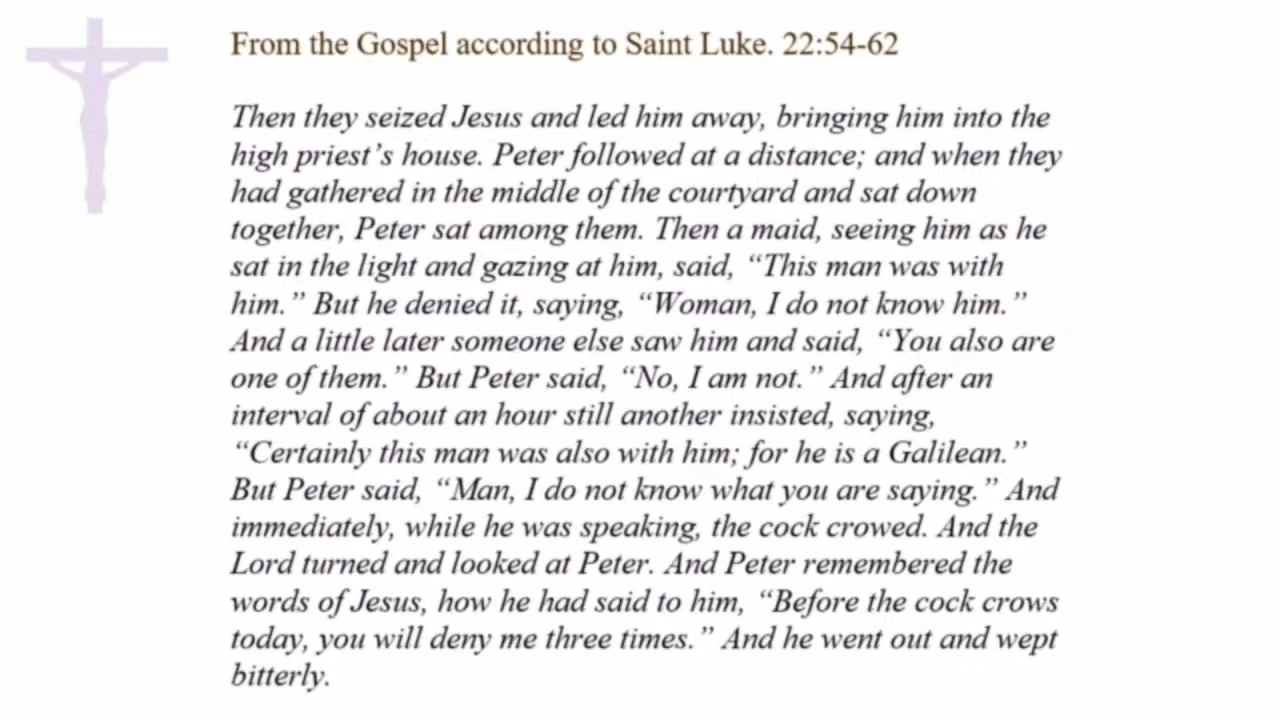 From the Gospel according to Saint Luke. 22:54-62
Then they seized Jesus and led him away, bringing him into the
high priest’s house. Peter followed at a distance; and when they
had gathered in the middle of the courtyard and sat down
together, Peter sat among them. Then a maid, seeing him as he
sat in the light and gazing at him, said, “This man was with
him.” But he denied it, saying, “Woman, I do not know him.”
And a little later someone else saw him and said, “You also are
one of them.” But Peter said, “No, I am not.” And after an
interval of about an hour still another insisted, saying,
“Certainly this man was also with him; for he is a Galilean.”
But Peter said, “Man, I do not know what you are saying.” And
immediately, while he was speaking, the cock crowed. And the
Lord turned and looked at Peter. And Peter remembered the
words of Jesus, how he had said to him, “Before the cock crows
today, you will deny me three times.” And he went out and wept
bitterly.